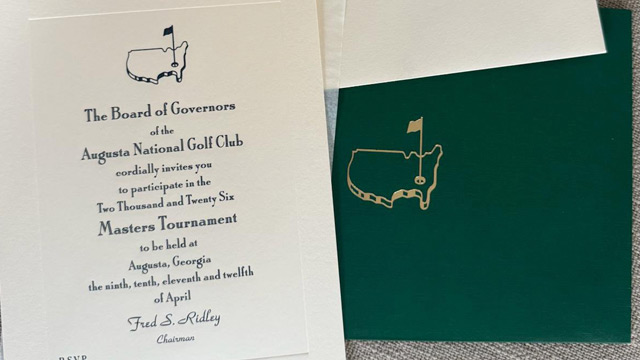 The Board of Governors
of the
Augusta National Golf Club
cordially invites you
to participate in the
Two Thousand and Twenty Six
Masters Tournament
to be held at
Augusta, Georgia
the ninth, tenth, eleventh and twelfth
of April
Fred S. Ridley
Chairman
RSVP